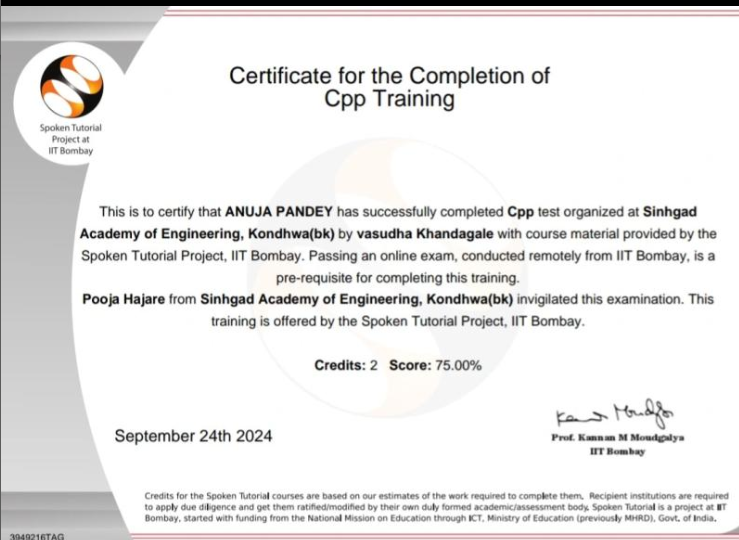 Certificate for the Completion of
Cpp Training
Spoken Tutorial
Project at
IIT Bombay
This is to certify that ANUJA PANDEY has successfully completed Cpp test organized at Sinhgad
Academy of Engineering, Kondhwa(bk) by vasudha Khandagale with course material provided by the
Spoken Tutorial Project, IIT Bombay. Passing an online exam, conducted remotely from IIT Bombay, is a
pre-requisite for completing this training.
Pooja Hajare from Sinhgad Academy of Engineering, Kondhwa(bk) invigilated this examination. This
training is offered by the Spoken Tutorial Project, IIT Bombay.
Credits: 2 Score: 75.00%
September 24th 2024
Prof. Kannan M Moudgalya
IIT Bombay
Credits for the Spoken Tutorial courses are based on our estimates of the work required to complete them, Recipient institutions are required
to apply due diligence and get them ratified/modified by their own duly formed academic/assessment body, Spoken Tutorial is a project at IIT
Bombay, started with funding from the National Mission on Education through ICT, Ministry of Education (previously MHRD), Govt, of India,
3949216TAG